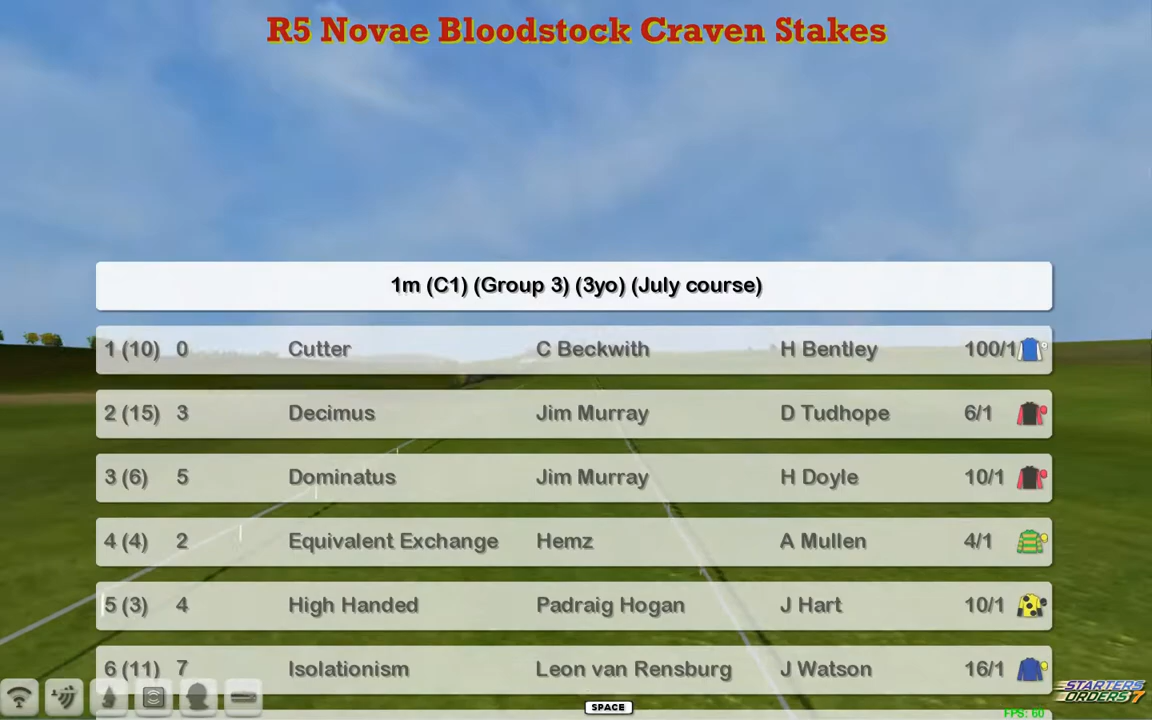 R5 Novae Bloodstock Craven Stakes
1m (C1) (Group 3) (3yo) (July course)
1 (10) 0 Cutter C Beckwith H Bentley 100/1
2 (15) 3 Decimus Jim Murray D Tudhope 6/1
3 (6) 5 Dominatus Jim Murray H Doyle 10/1
4 (4) 2 Equivalent Exchange Hemz A Mullen 4/1
5 (3) 4 High Handed Padraig Hogan J Hart 10/1
6 (11) 7 Isolationism Leon van Rensburg J Watson 16/1
SPACE
STARTERS
ORDERS 7
FPS: 60